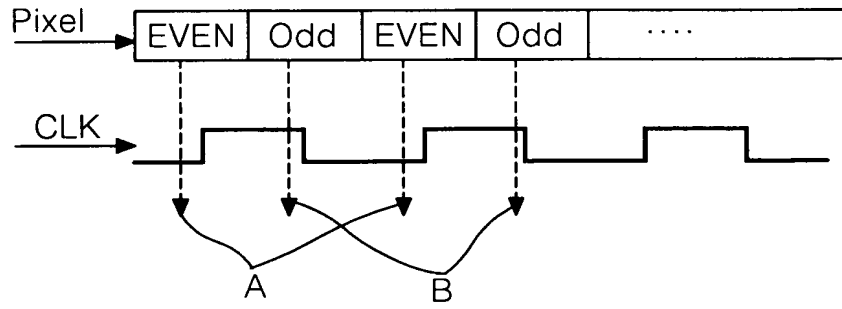 Pixel
EVEN Odd EVEN Odd ....
CLK
A B